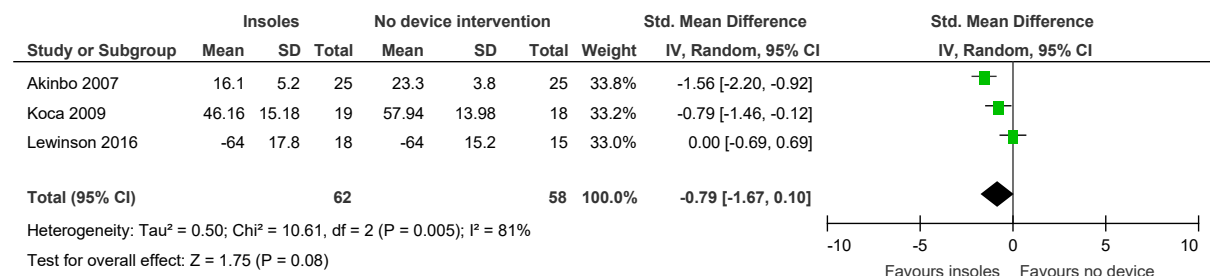 Insoles No device intervention Std. Mean Difference Std. Mean Difference
Study or Subgroup Mean SD Total Mean SD Total Weight IV, Random, 95% CI IV, Random, 95% CI
Akinbo 2007 16.1 5.2 25 23.3 3.8 25 33.8% -1.56 [-2.20, -0.92]
Koca 2009 46.16 15.18 19 57.94 13.98 18 33.2% -0.79 [-1.46, -0.12]
Lewinson 2016 -64 17.8 18 -64 15.2 15 33.0% 0.00 [-0.69, 0.69]
Total (95% CI) 62 58 100.0% -0.79 [-1.67, 0.10]
Heterogeneity: Tau² = 0.50; Chi² = 10.61, df = 2 (P = 0.005); I² = 81%
Test for overall effect: Z = 1.75 (P = 0.08)
-10 -5 0 5 10
Favours insoles Favours no device